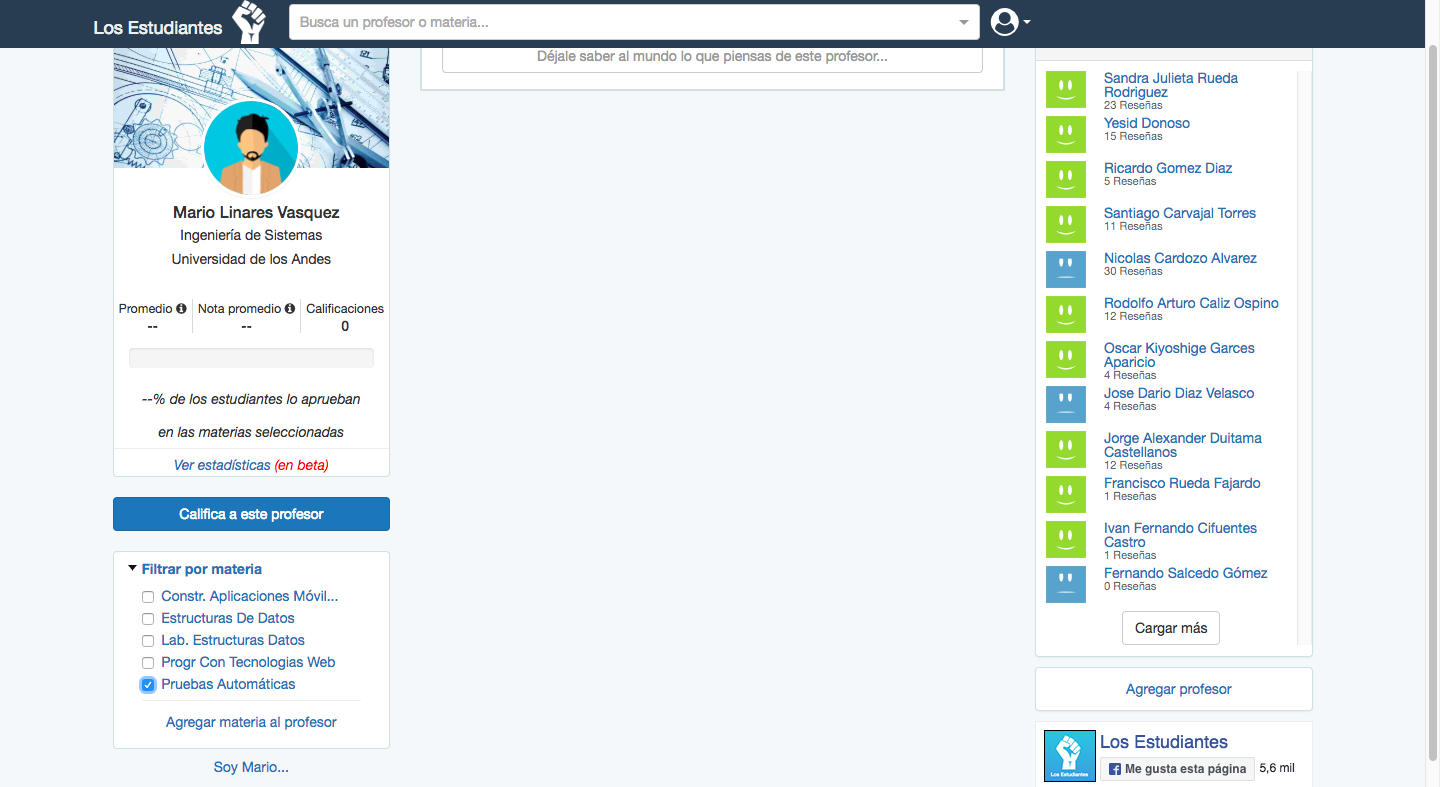 Los Estudiantes
Busca un profesor o materia...
Mario Linares Vasquez
Ingeniería de Sistemas
Universidad de los Andes
Promedio
--
Nota promedio
--
Calificaciones
0
--% de los estudiantes lo aprueban
en las materias seleccionadas
Ver estadísticas (en beta)
Califica a este profesor
Filtrar por materia
Constr. Aplicaciones Móvil...
Estructuras De Datos
Lab. Estructuras Datos
Progr Con Tecnologias Web
Pruebas Automáticas
Agregar materia al profesor
Soy Mario...
Déjale saber al mundo lo que piensas de este profesor...
Sandra Julieta Rueda
Rodriguez
23 Reseñas
Yesid Donoso
15 Reseñas
Ricardo Gomez Diaz
5 Reseñas
Santiago Carvajal Torres
11 Reseñas
Nicolas Cardozo Alvarez
30 Reseñas
Rodolfo Arturo Caliz Ospino
12 Reseñas
Oscar Kiyoshige Garces
Aparicio
4 Reseñas
Jose Dario Diaz Velasco
4 Reseñas
Jorge Alexander Duitama
Castellanos
12 Reseñas
Francisco Rueda Fajardo
1 Reseñas
Ivan Fernando Cifuentes
Castro
1 Reseñas
Fernando Salcedo Gómez
0 Reseñas
Cargar más
Agregar profesor
Los Estudiantes
Los Estudiantes
Me gusta esta página
5,6 mil